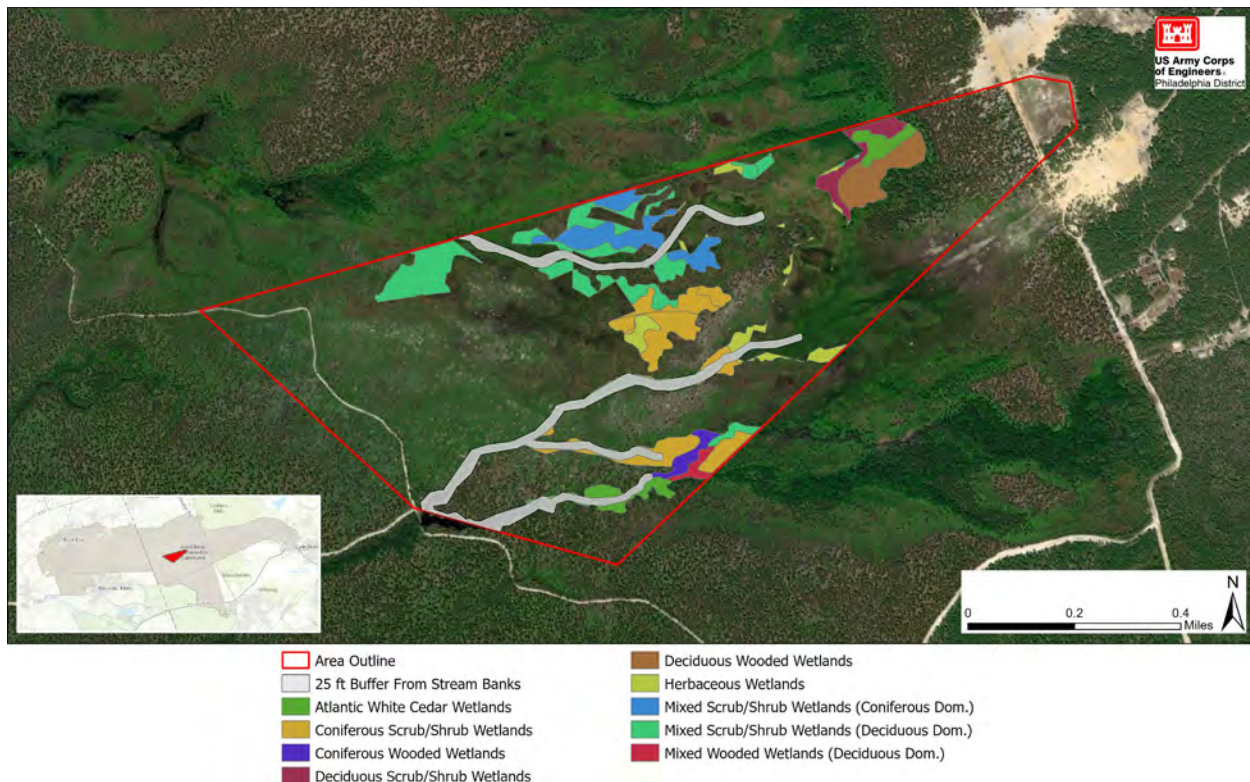 US Army Corps
of Engineers®
Philadelphia District
N
0 0.2 0.4
Miles
Area Outline
25 ft Buffer From Stream Banks
Atlantic White Cedar Wetlands
Coniferous Scrub/Shrub Wetlands
Coniferous Wooded Wetlands
Deciduous Scrub/Shrub Wetlands
Deciduous Wooded Wetlands
Herbaceous Wetlands
Mixed Scrub/Shrub Wetlands (Coniferous Dom.)
Mixed Scrub/Shrub Wetlands (Deciduous Dom.)
Mixed Wooded Wetlands (Deciduous Dom.)